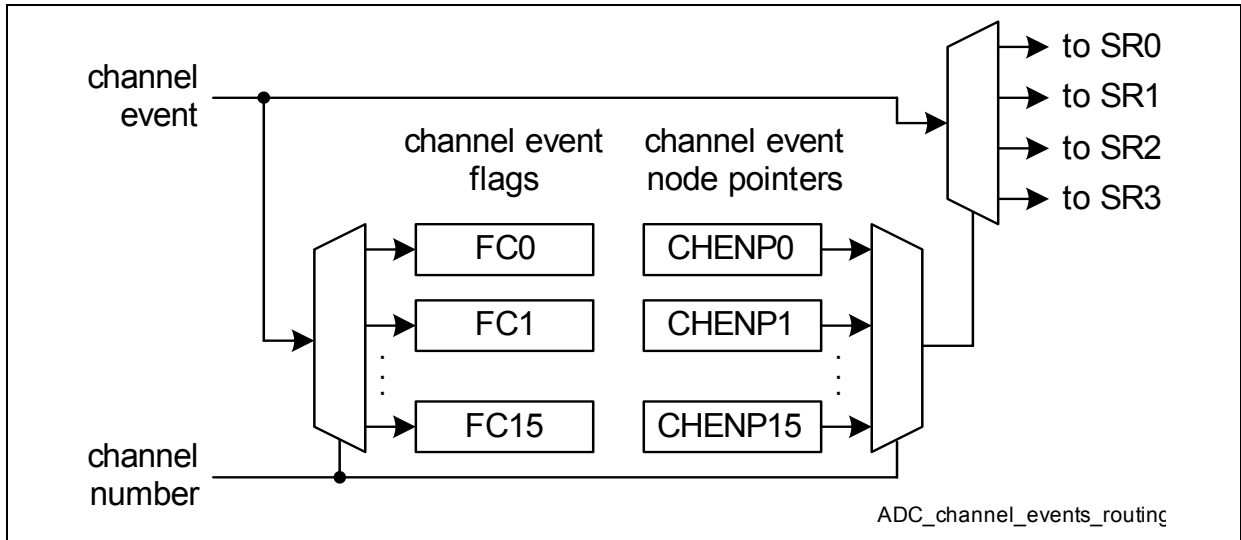 channel
event
to SR0
to SR1
to SR2
to SR3
channel event
flags
channel event
node pointers
FC0
CHENP0
FC1
CHENP1
FC15
CHENP15
channel
number
ADC_channel_events_routing